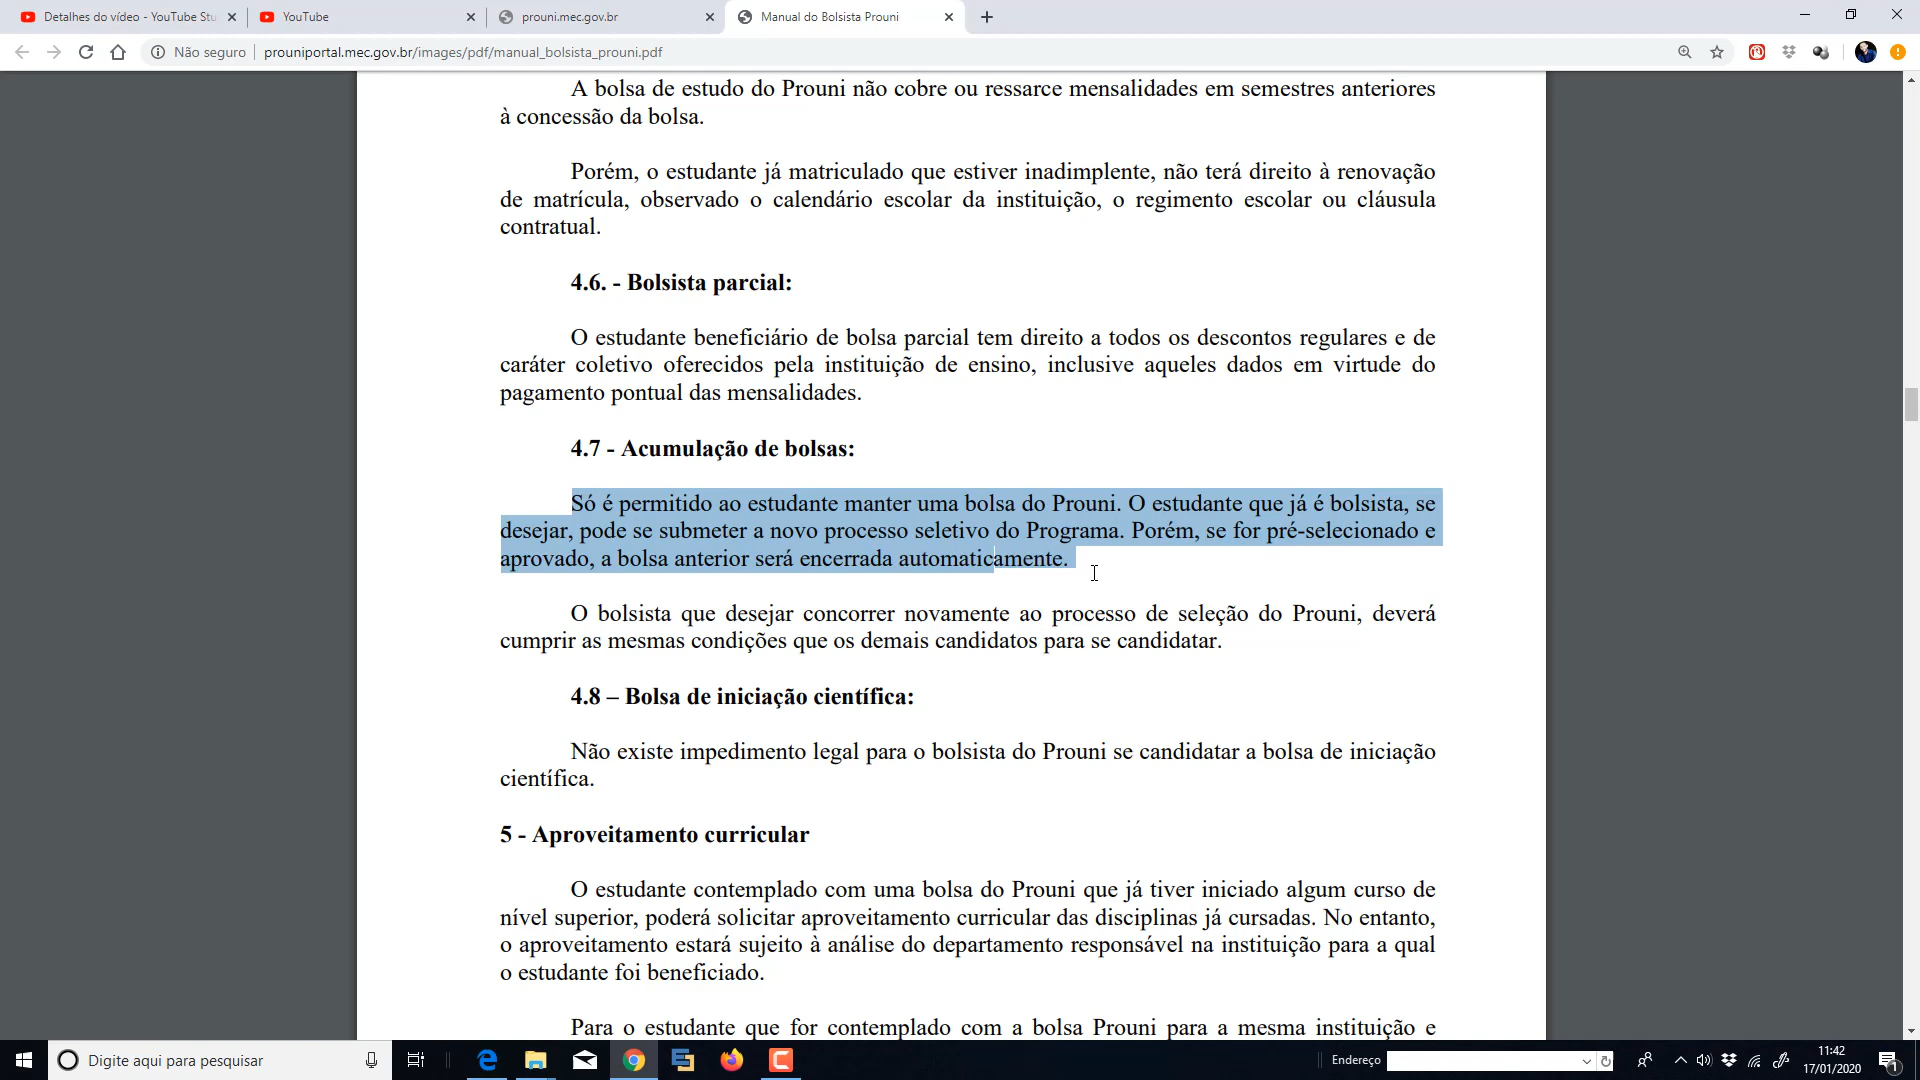 Detalhes do vídeo - YouTube Stu
YouTube
prouni.mec.gov.br
Manual do Bolsista Prouni
Não seguro
prouniportal.mec.gov.br/images/pdf/manual_bolsista_prouni.pdf
A bolsa de estudo do Prouni não cobre ou ressarce mensalidades em semestres anteriores
à concessão da bolsa.
Porém, o estudante já matriculado que estiver inadimplente, não terá direito à renovação
de matrícula, observado o calendário escolar da instituição, o regimento escolar ou cláusula
contratual.
4.6. - Bolsista parcial:
O estudante beneficiário de bolsa parcial tem direito a todos os descontos regulares e de
caráter coletivo oferecidos pela instituição de ensino, inclusive aqueles dados em virtude do
pagamento pontual das mensalidades.
4.7 - Acumulação de bolsas:
Só é permitido ao estudante manter uma bolsa do Prouni. O estudante que já é bolsista, se
desejar, pode se submeter a novo processo seletivo do Programa. Porém, se for pré-selecionado e
aprovado, a bolsa anterior será encerrada automaticamente.
O bolsista que desejar concorrer novamente ao processo de seleção do Prouni, deverá
cumprir as mesmas condições que os demais candidatos para se candidatar.
4.8 – Bolsa de iniciação científica:
Não existe impedimento legal para o bolsista do Prouni se candidatar a bolsa de iniciação
científica.
5 - Aproveitamento curricular
O estudante contemplado com uma bolsa do Prouni que já tiver iniciado algum curso de
nível superior, poderá solicitar aproveitamento curricular das disciplinas já cursadas. No entanto,
o aproveitamento estará sujeito à análise do departamento responsável na instituição para a qual
o estudante foi beneficiado.
Para o estudante que for contemplado com a bolsa Prouni para a mesma instituição e
Digite aqui para pesquisar
Endereço
11:42
17/01/2020
1